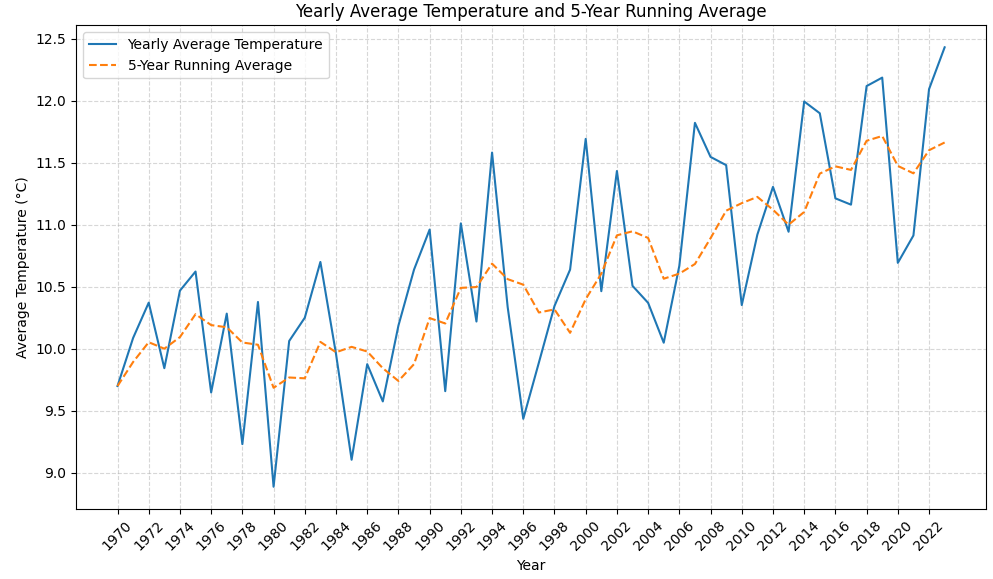 Yearly Average Temperature and 5-Year Running Average
Yearly Average Temperature
5-Year Running Average
Average Temperature (°C)
12.5
12.0
11.5
11.0
10.5
10.0
9.5
9.0
1970 1972 1974 1976 1978 1980 1982 1984 1986 1988 1990 1992 1994 1996 1998 2000 2002 2004 2006 2008 2010 2012 2014 2016 2018 2020 2022
Year